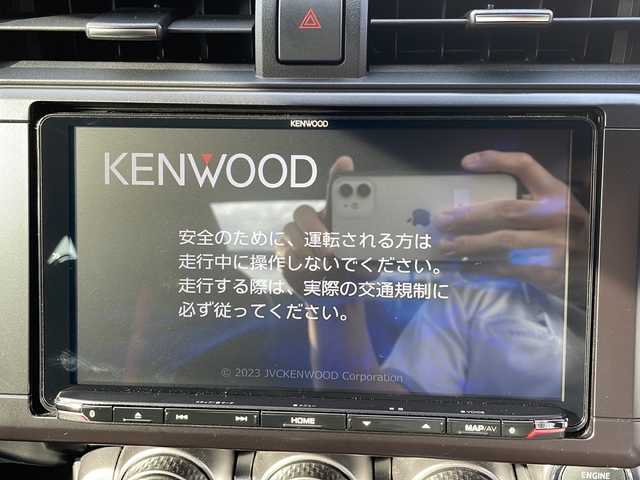 KENWOOD
KENWOOD
安全のために、運転される方は
走行中に操作しないでください。
走行する際は、実際の交通規制に
必ず従ってください。
© 2023 JVCKENWOOD Corporation
HOME
MAP/AV
ENGINE